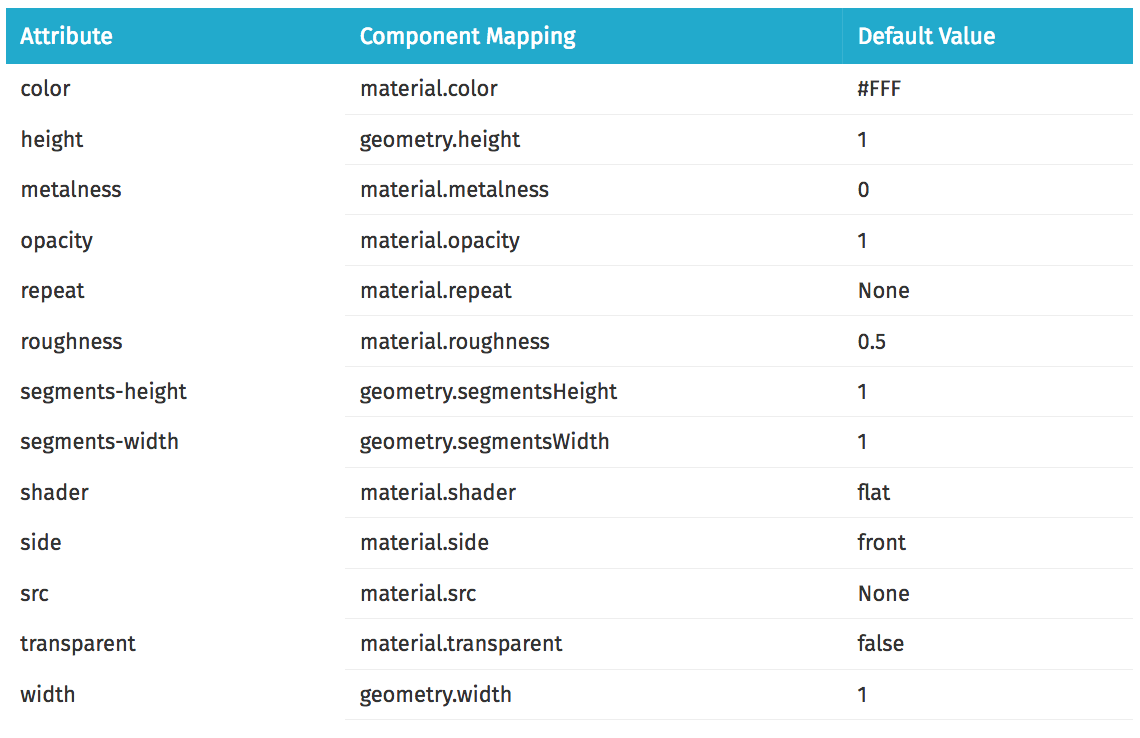 Attribute Component Mapping Default Value
color material.color #FFF
height geometry.height 1
metalness material.metalness 0
opacity material.opacity 1
repeat material.repeat None
roughness material.roughness 0.5
segments-height geometry.segmentsHeight 1
segments-width geometry.segmentsWidth 1
shader material.shader flat
side material.side front
src material.src None
transparent material.transparent false
width geometry.width 1